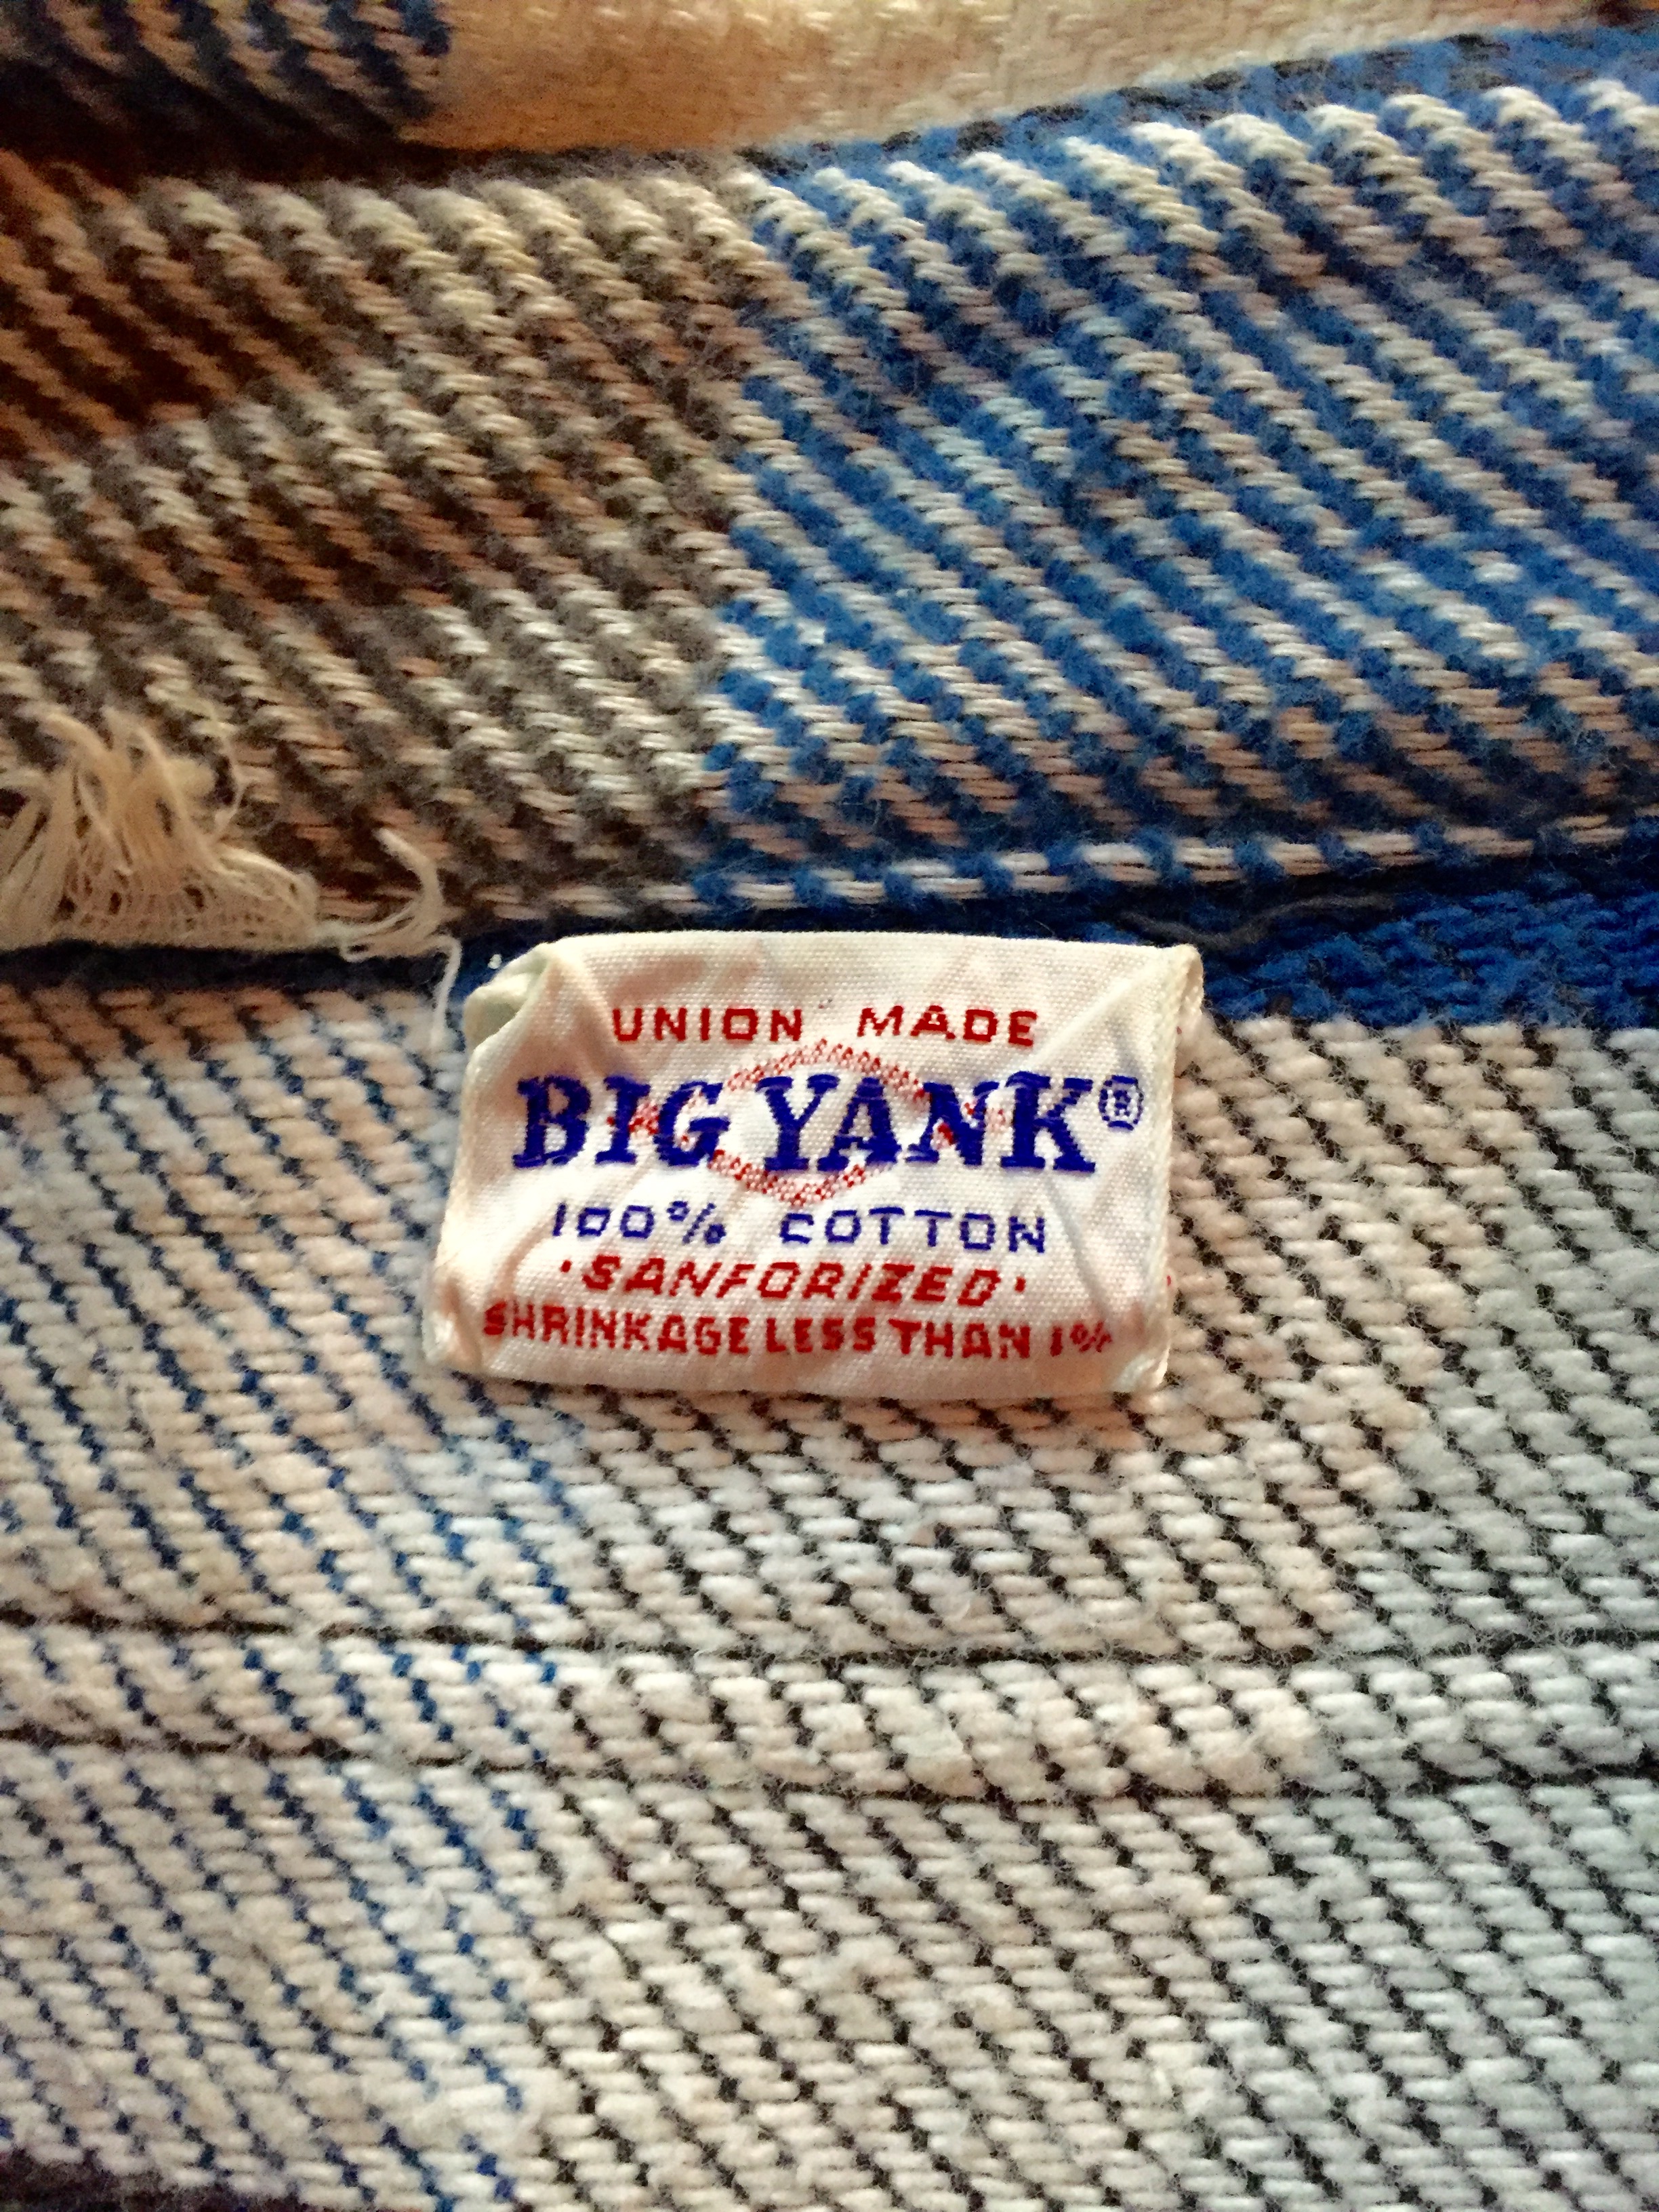 UNION MADE
BIG YANK®
100% COTTON
·SANFORIZED·
SHRINKAGE LESS THAN 1%